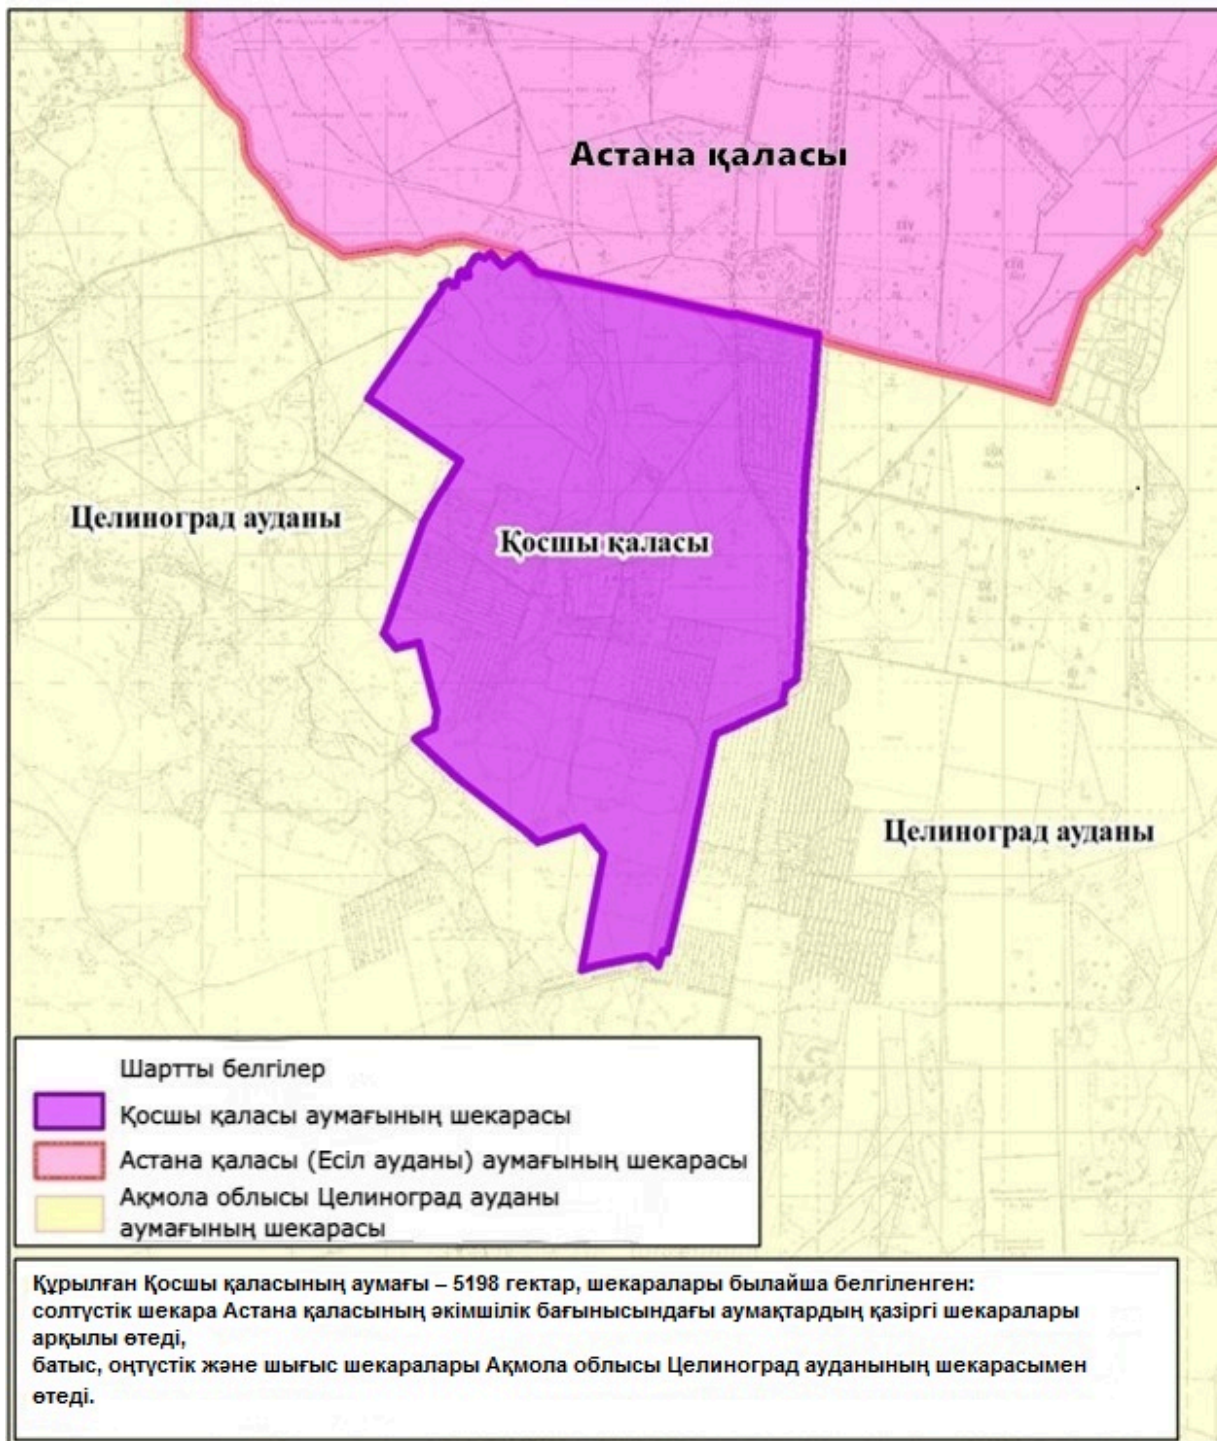 Астана қаласы
Целиноград ауданы
Қосшы қаласы
Целиноград ауданы
Шартты белгілер
Қосшы қаласы аумағының шекарасы
Астана қаласы (Есіл ауданы) аумағының шекарасы
Ақмола облысы Целиноград ауданы
аумағының шекарасы
Құрылған Қосшы қаласының аумағы – 5198 гектар, шекаралары былайша белгіленген:
солтүстік шекара Астана қаласының әкімшілік бағынысындағы аумақтардың қазіргі шекаралары
арқылы өтеді,
батыс, оңтүстік және шығыс шекаралары Ақмола облысы Целиноград ауданының шекарасымен
өтеді.